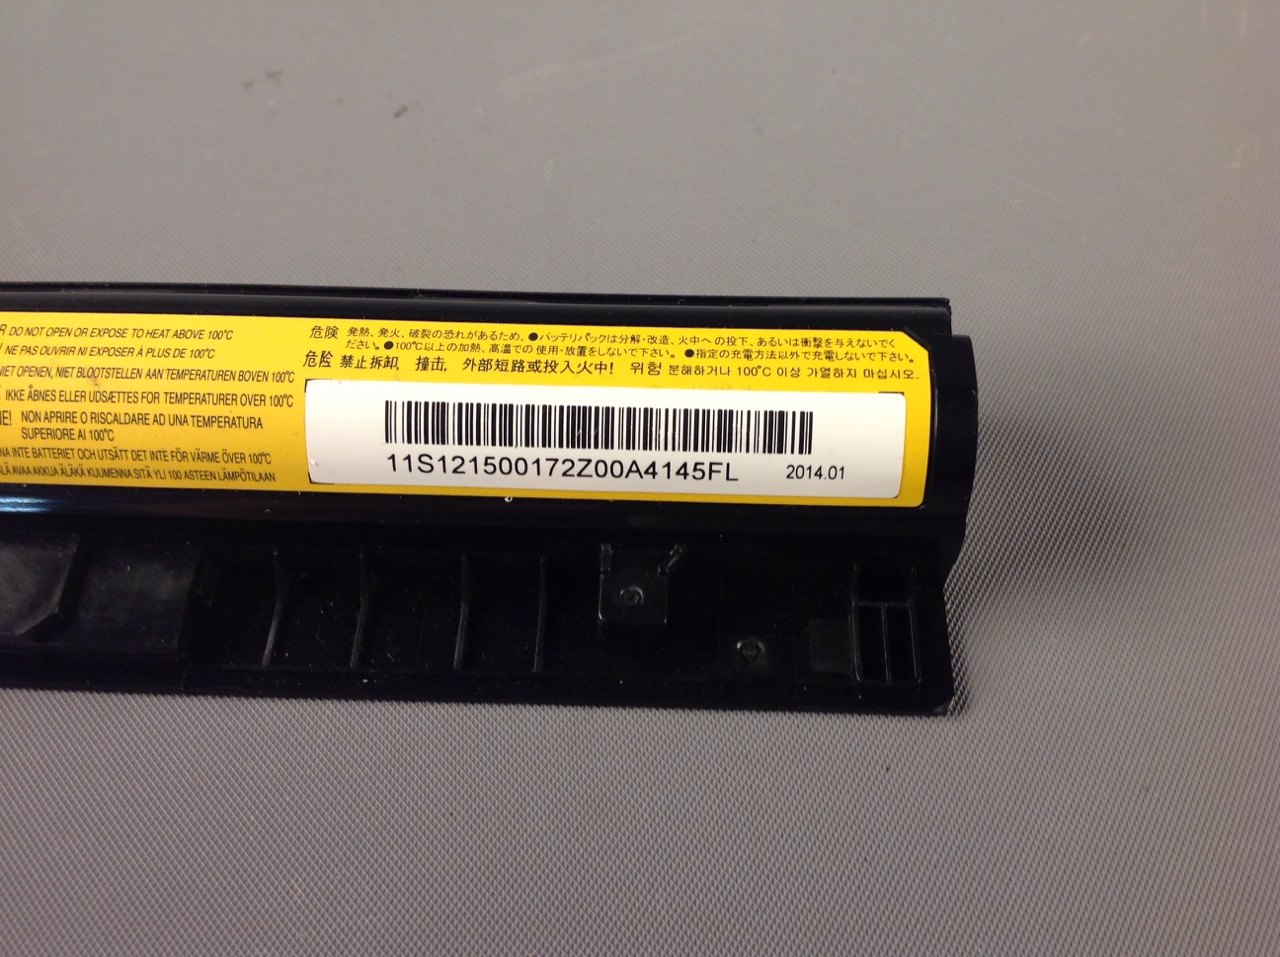 DO NOT OPEN OR EXPOSE TO HEAT ABOVE 100°C
NE PAS OUVRIR NI EXPOSER À PLUS DE 100°C
NIET OPENEN, NIET BLOOTSTELLEN AAN TEMPERATUREN BOVEN 100°C
IKKE ÅBNES ELLER UDSÆTTES FOR TEMPERATURER OVER 100°C
NE! NON APRIRE O RISCALDARE AD UNA TEMPERATURA
SUPERIORE AI 100°C
NA INTE BATTERIET OCH UTSÄTT DET INTE FÖR VÄRME ÖVER 100°C
ÄLÄ AVAA AKKUA ÄLÄKÄ KUUMENNA SITÄ YLI 100 ASTEEN LÄMPÖTILAAN
危険 発熱、発火、破裂の恐れがあるため、●バッテリパックは分解・改造、火中への投下、あるいは衝撃を与えないでく
ださい。●100°C以上の加熱、高温での使用・放置をしないで下さい。●指定の充電方法以外で充電しないで下さい。
危险 禁止拆卸, 撞击, 外部短路或投入火中! 위험 분해하거나 100°C 이상 가열하지 마십시오.
11S121500172Z00A4145FL 2014.01